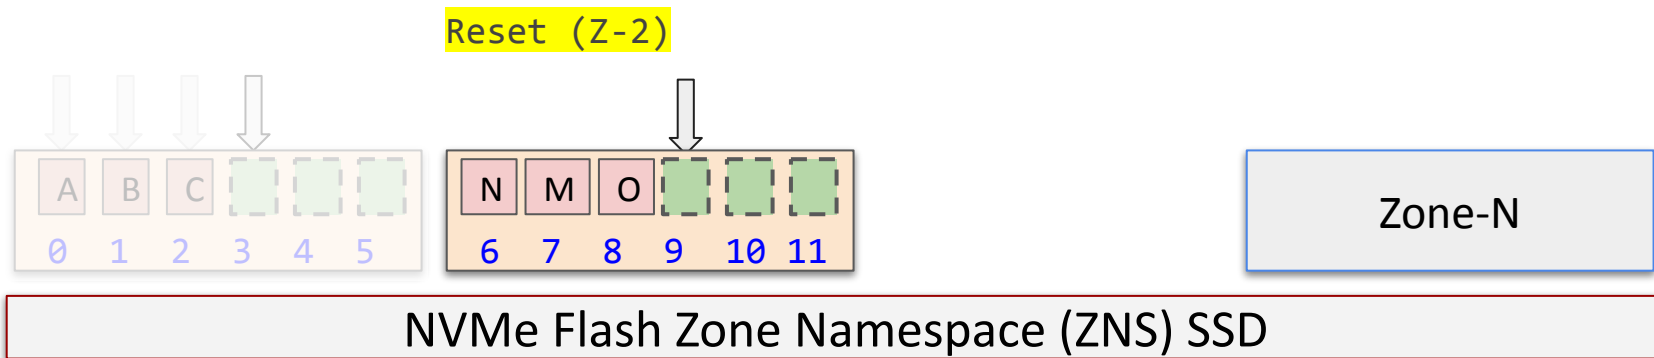 Reset (Z-2)
A B C
0 1 2 3 4 5
N M O
6 7 8 9 10 11
Zone-N
NVMe Flash Zone Namespace (ZNS) SSD